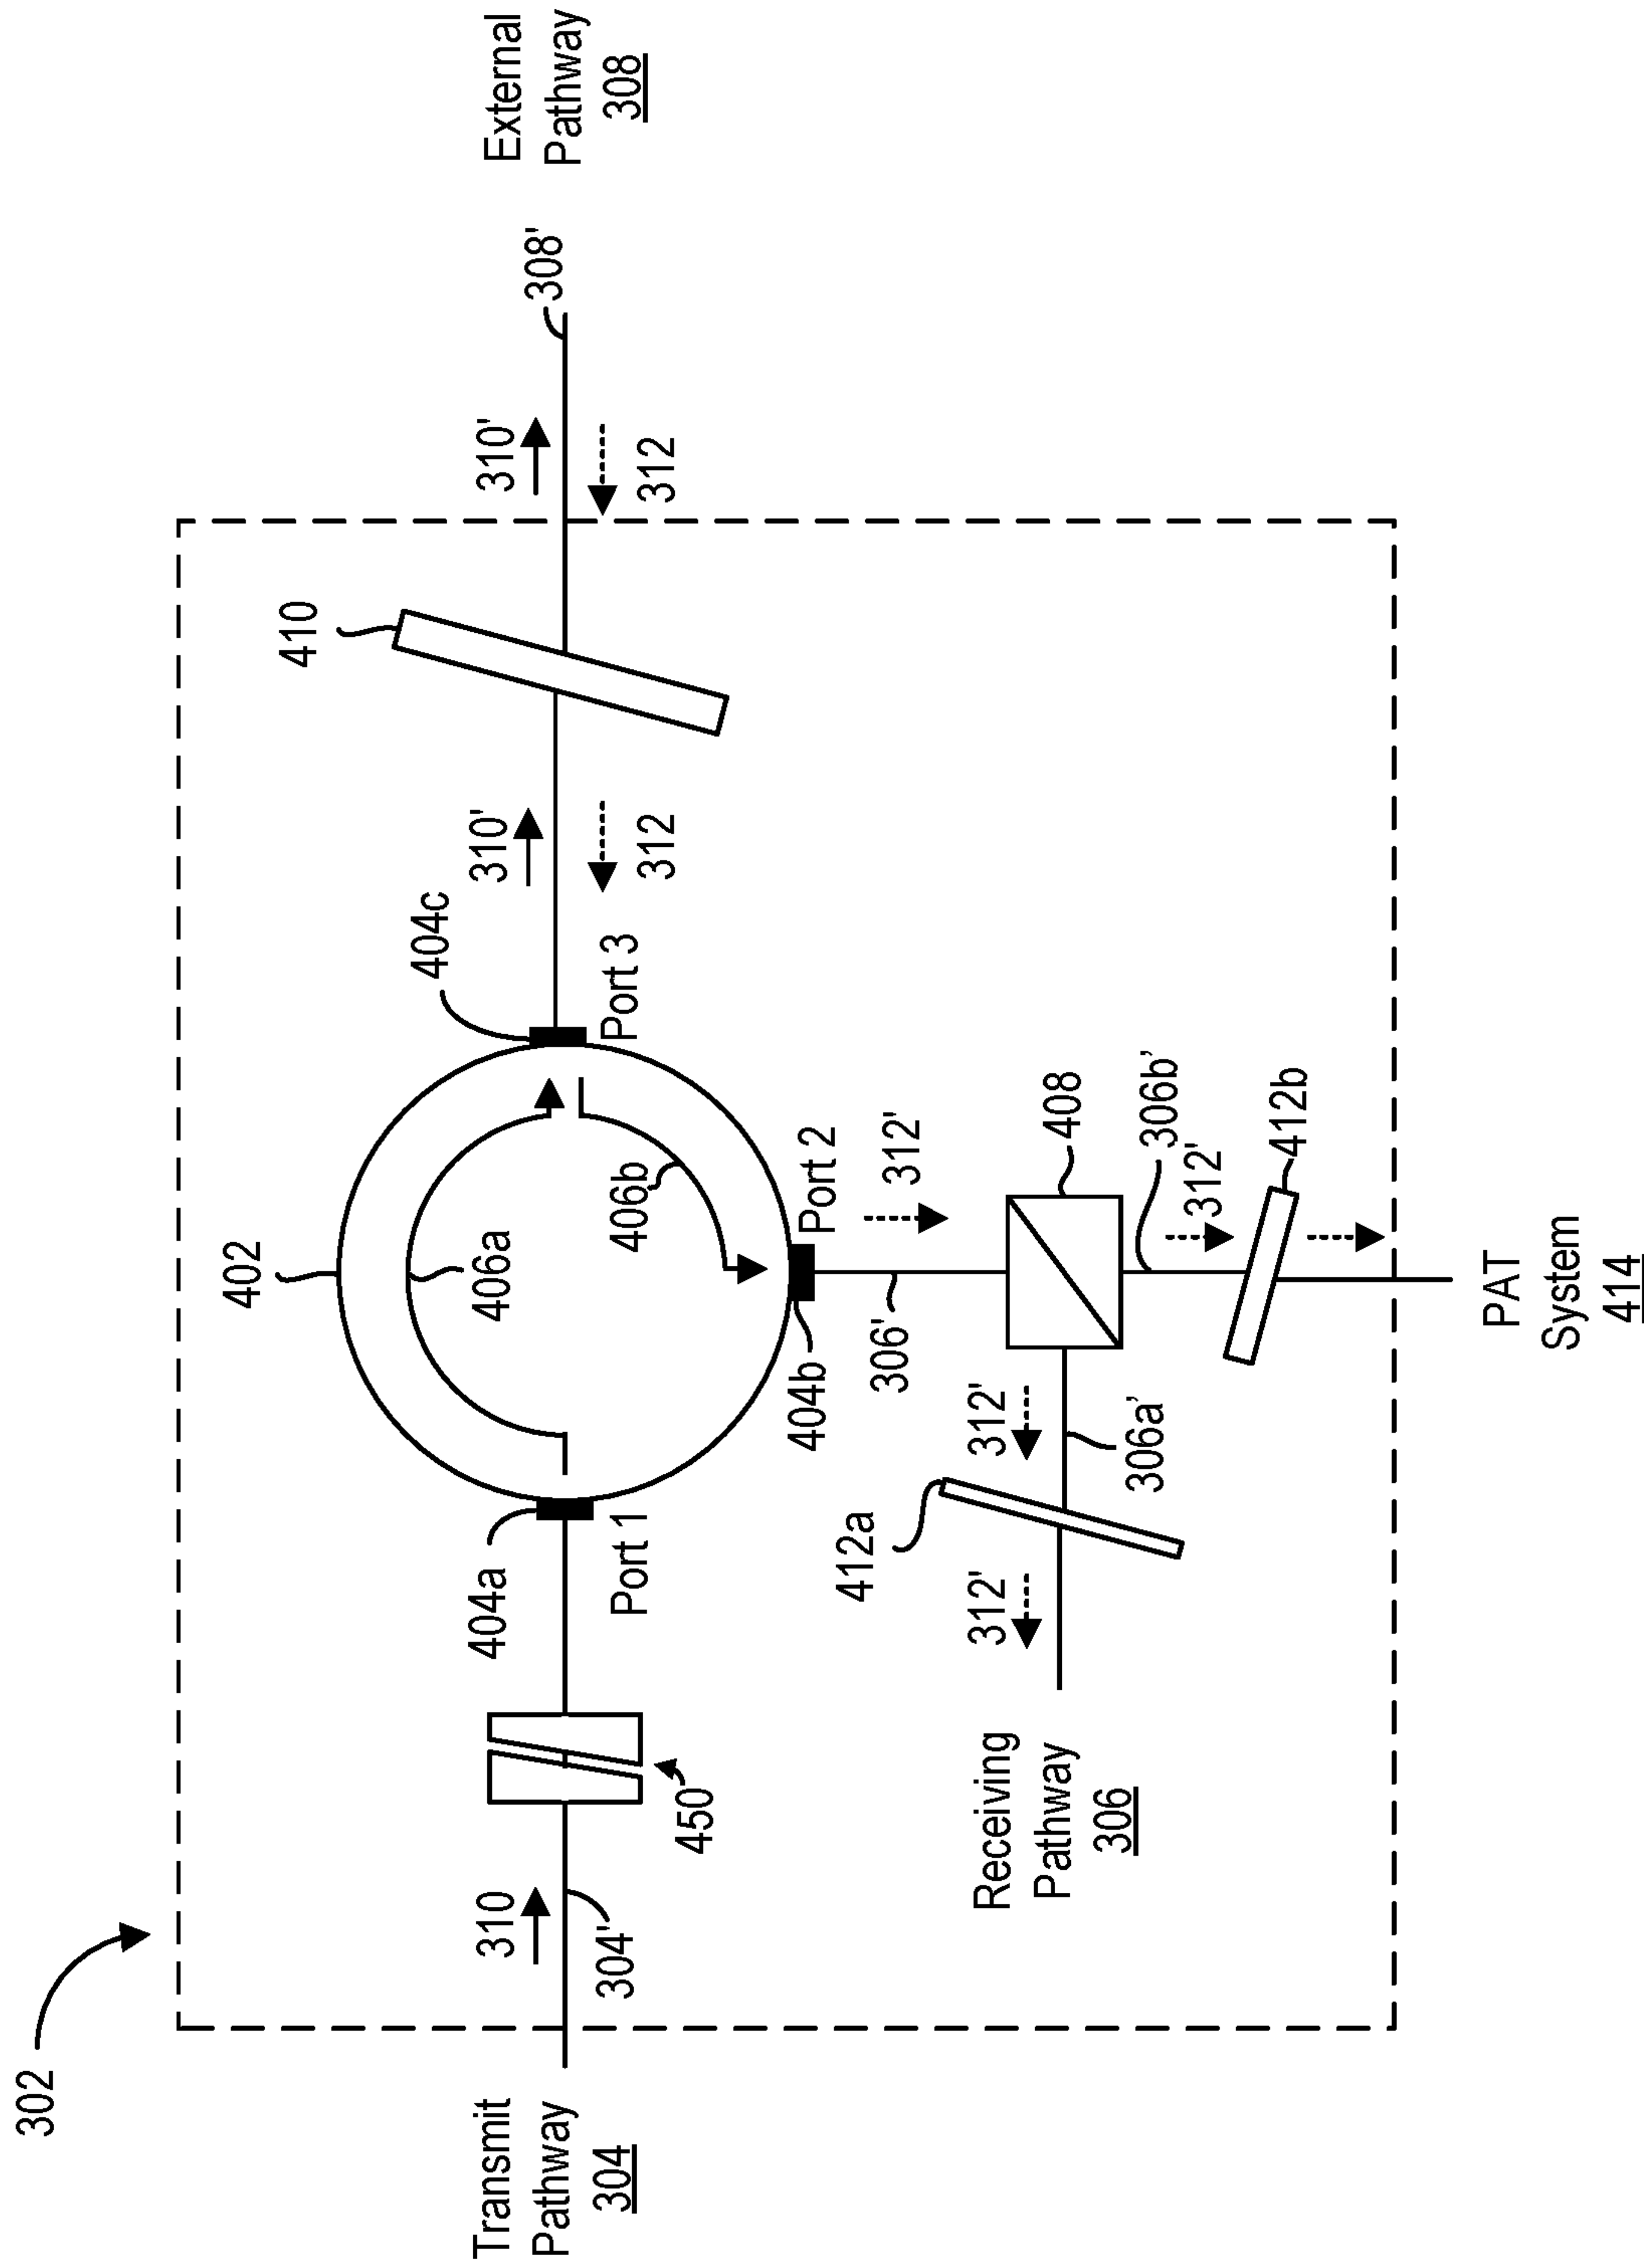 302
Transmit
Pathway
304
310
304'
450
404a
Port 1
402
406a
406b
404c
Port 3
404b
Port 2
310'
312
410
310'
312
308'
External
Pathway
308
306'
312'
408
312'
306a'
412a
312'
Receiving
Pathway
306
306b'
312'
412b
PAT
System
414